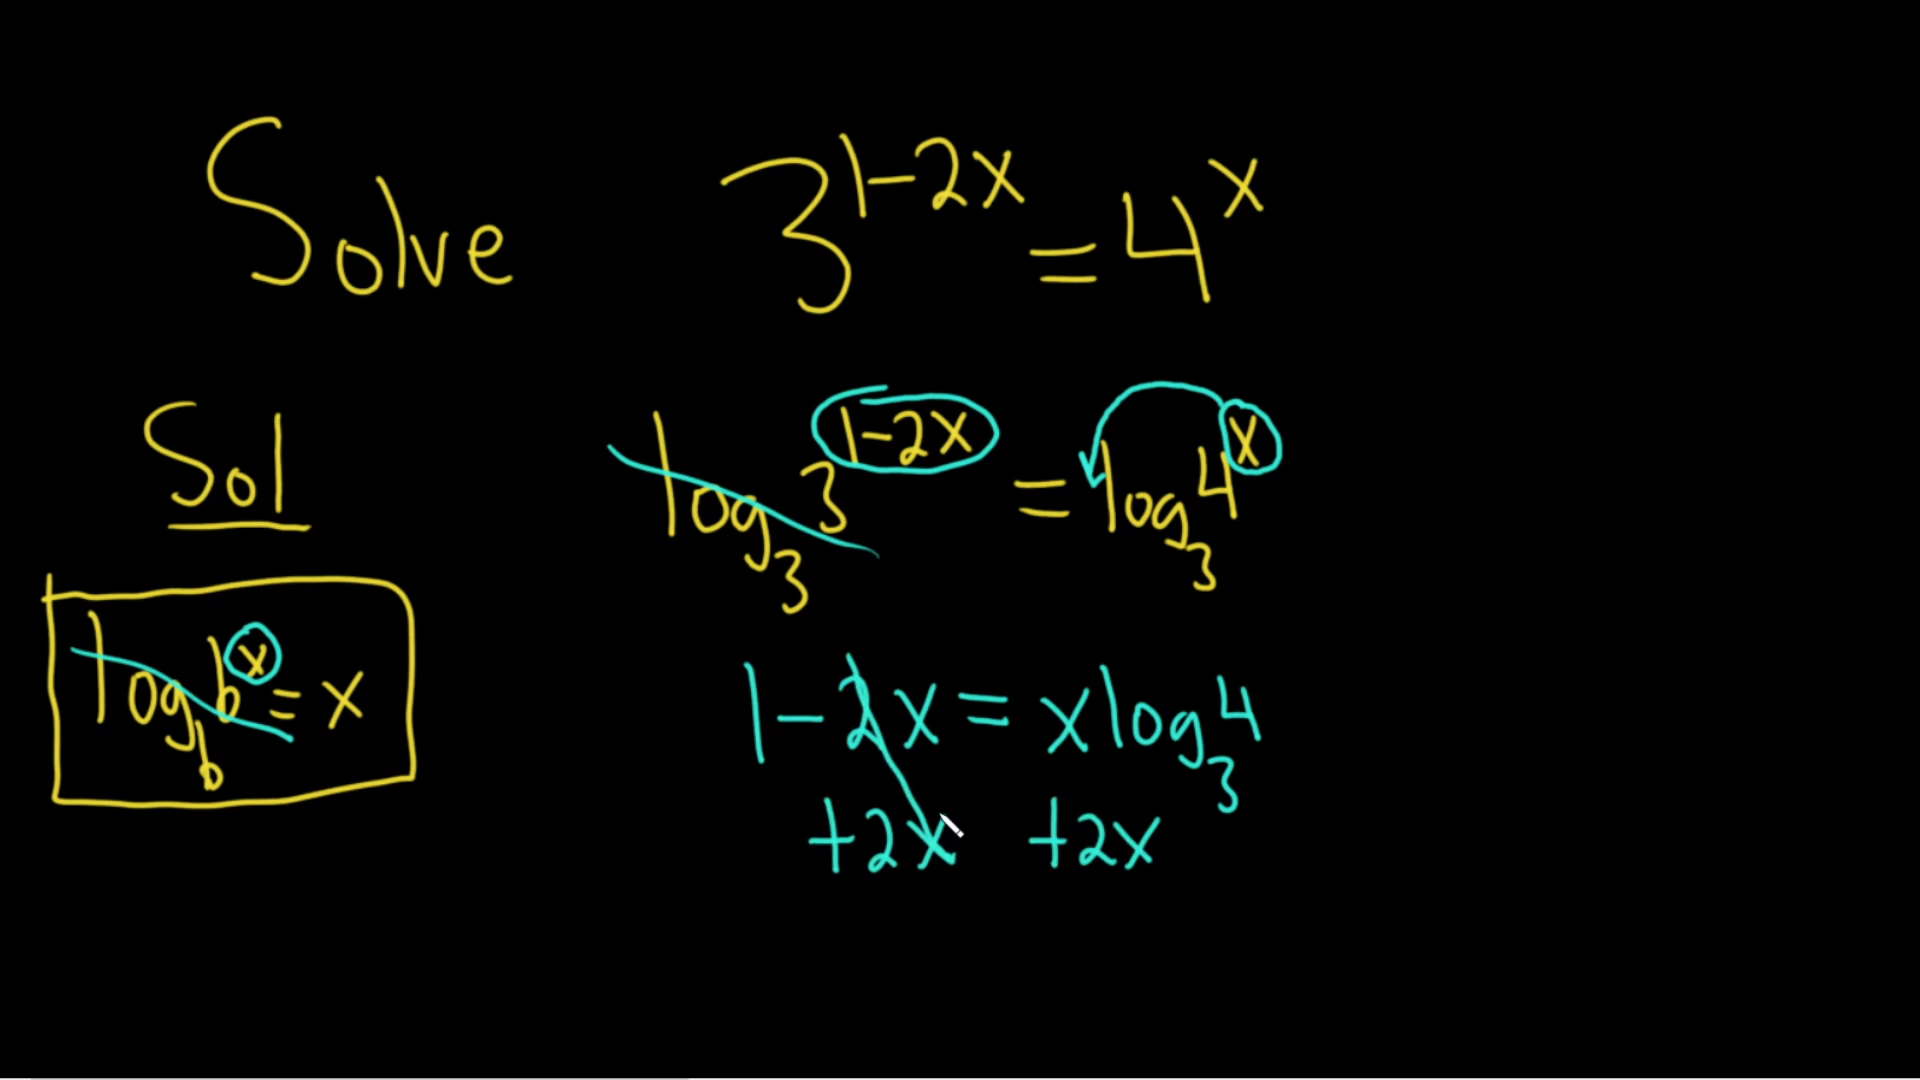 Solve 3^{1-2x} = 4^x
Sol log_3 3^{1-2x} = log_3 4^x
log_b b^x = x
1-2x = x log_3 4
+2x +2x